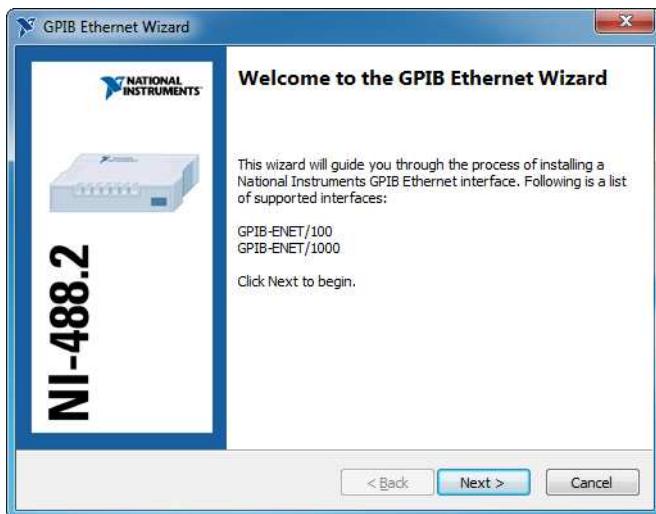 GPIB Ethernet Wizard
NATIONAL
INSTRUMENTS
NI-488.2
Welcome to the GPIB Ethernet Wizard
This wizard will guide you through the process of installing a
National Instruments GPIB Ethernet interface. Following is a list
of supported interfaces:
GPIB-ENET/100
GPIB-ENET/1000
Click Next to begin.
< Back
Next >
Cancel